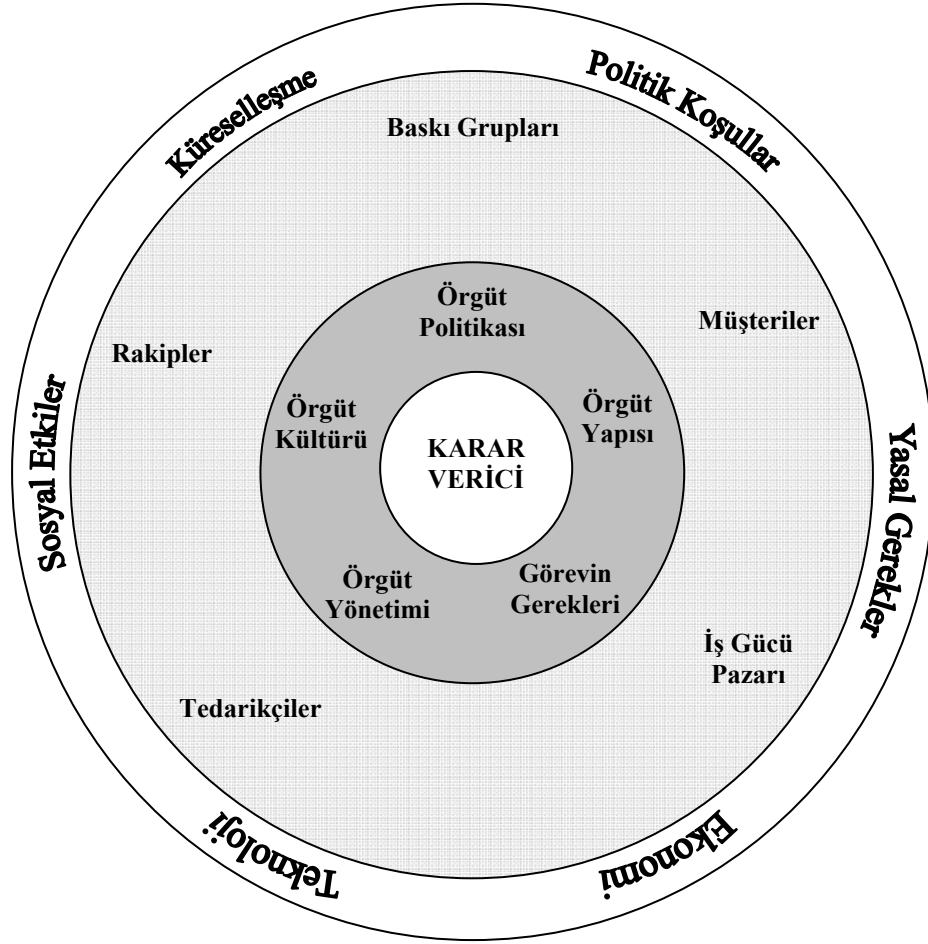 Küreselleşme
Politik Koşullar
Baskı Grupları
Örgüt
Politikası
Müşteriler
Rakipler
Örgüt
Kültürü
Örgüt
Yapısı
KARAR
VERİCİ
Sosyal Etkiler
Yasal Gerekler
Örgüt
Yönetimi
Görevin
Gerekleri
İş Gücü
Pazarı
Tedarikçiler
Teknoloji
Ekonomi